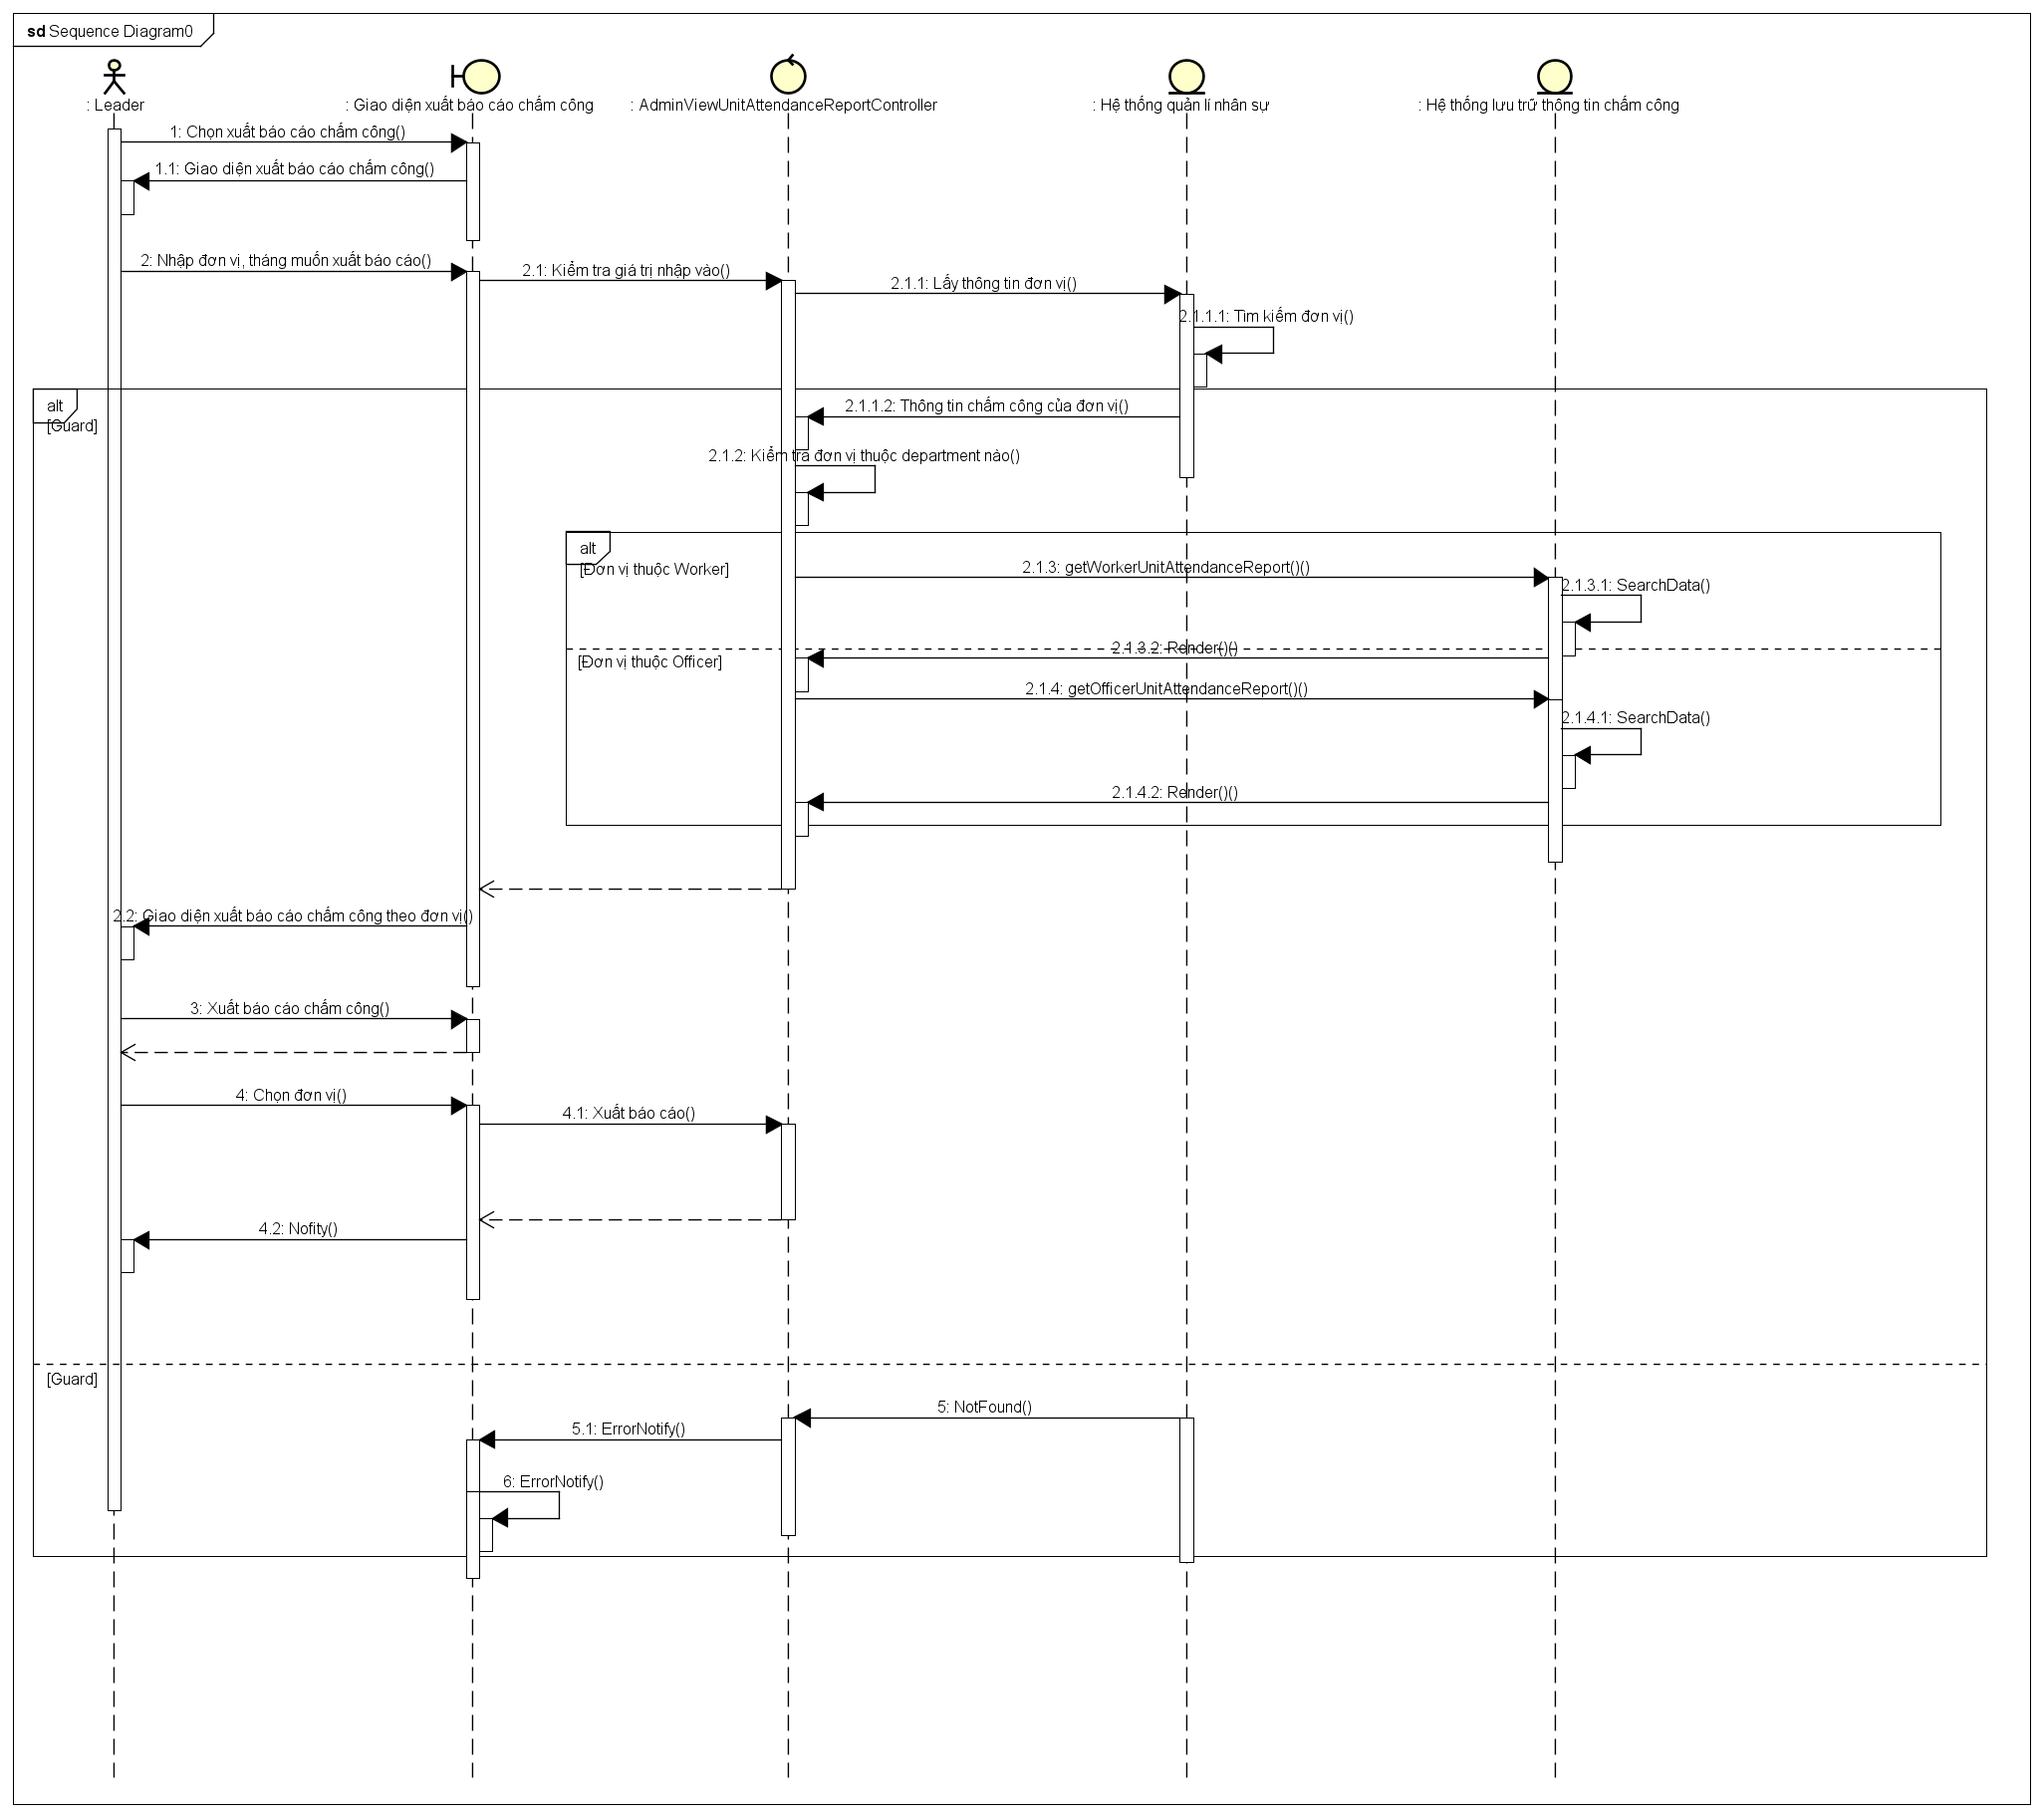 sd Sequence Diagram0
: Leader
: Giao diện xuất báo cáo chấm công
: AdminViewUnitAttendanceReportController
: Hệ thống quản lí nhân sự
: Hệ thống lưu trữ thông tin chấm công
1: Chọn xuất báo cáo chấm công()
1.1: Giao diện xuất báo cáo chấm công()
2: Nhập đơn vị, tháng muốn xuất báo cáo()
2.1: Kiểm tra giá trị nhập vào()
2.1.1: Lấy thông tin đơn vị()
2.1.1.1: Tìm kiếm đơn vị()
alt
[Guard]
2.1.1.2: Thông tin chấm công của đơn vị()
2.1.2: Kiểm tra đơn vị thuộc department nào()
alt
[Đơn vị thuộc Worker]
2.1.3: getWorkerUnitAttendanceReport()()
2.1.3.1: SearchData()
2.1.3.2: Render()()
[Đơn vị thuộc Officer]
2.1.4: getOfficerUnitAttendanceReport()()
2.1.4.1: SearchData()
2.1.4.2: Render()()
2.2: Giao diện xuất báo cáo chấm công theo đơn vị()
3: Xuất báo cáo chấm công()
4: Chọn đơn vị()
4.1: Xuất báo cáo()
4.2: Nofity()
[Guard]
5: NotFound()
5.1: ErrorNotify()
6: ErrorNotify()